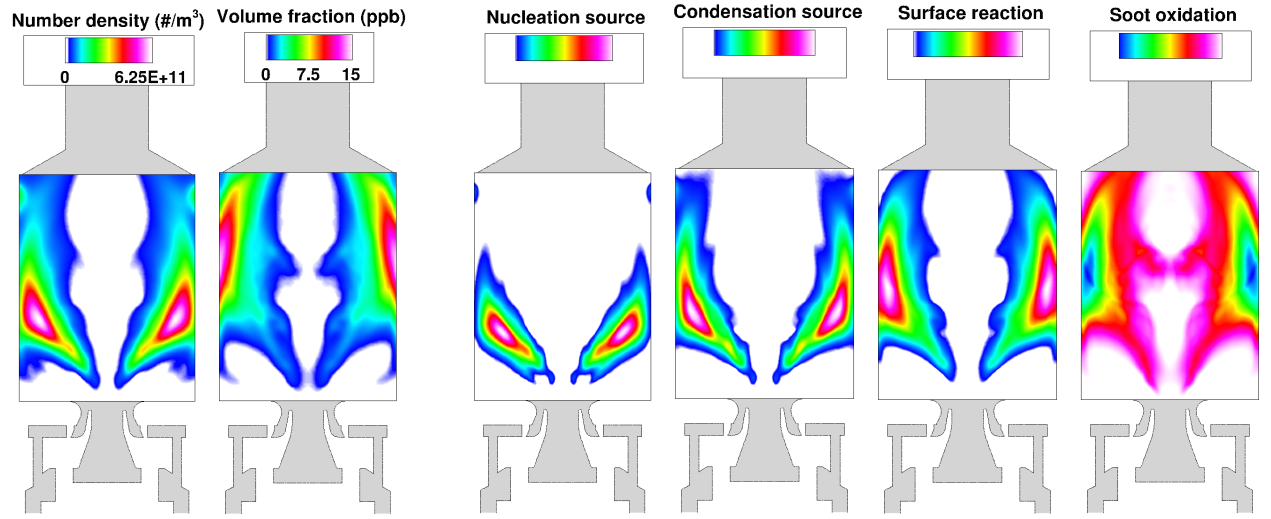 Number density (#/m³)
Volume fraction (ppb)
Nucleation source
Condensation source
Surface reaction
Soot oxidation
0 6.25E+11
0 7.5 15